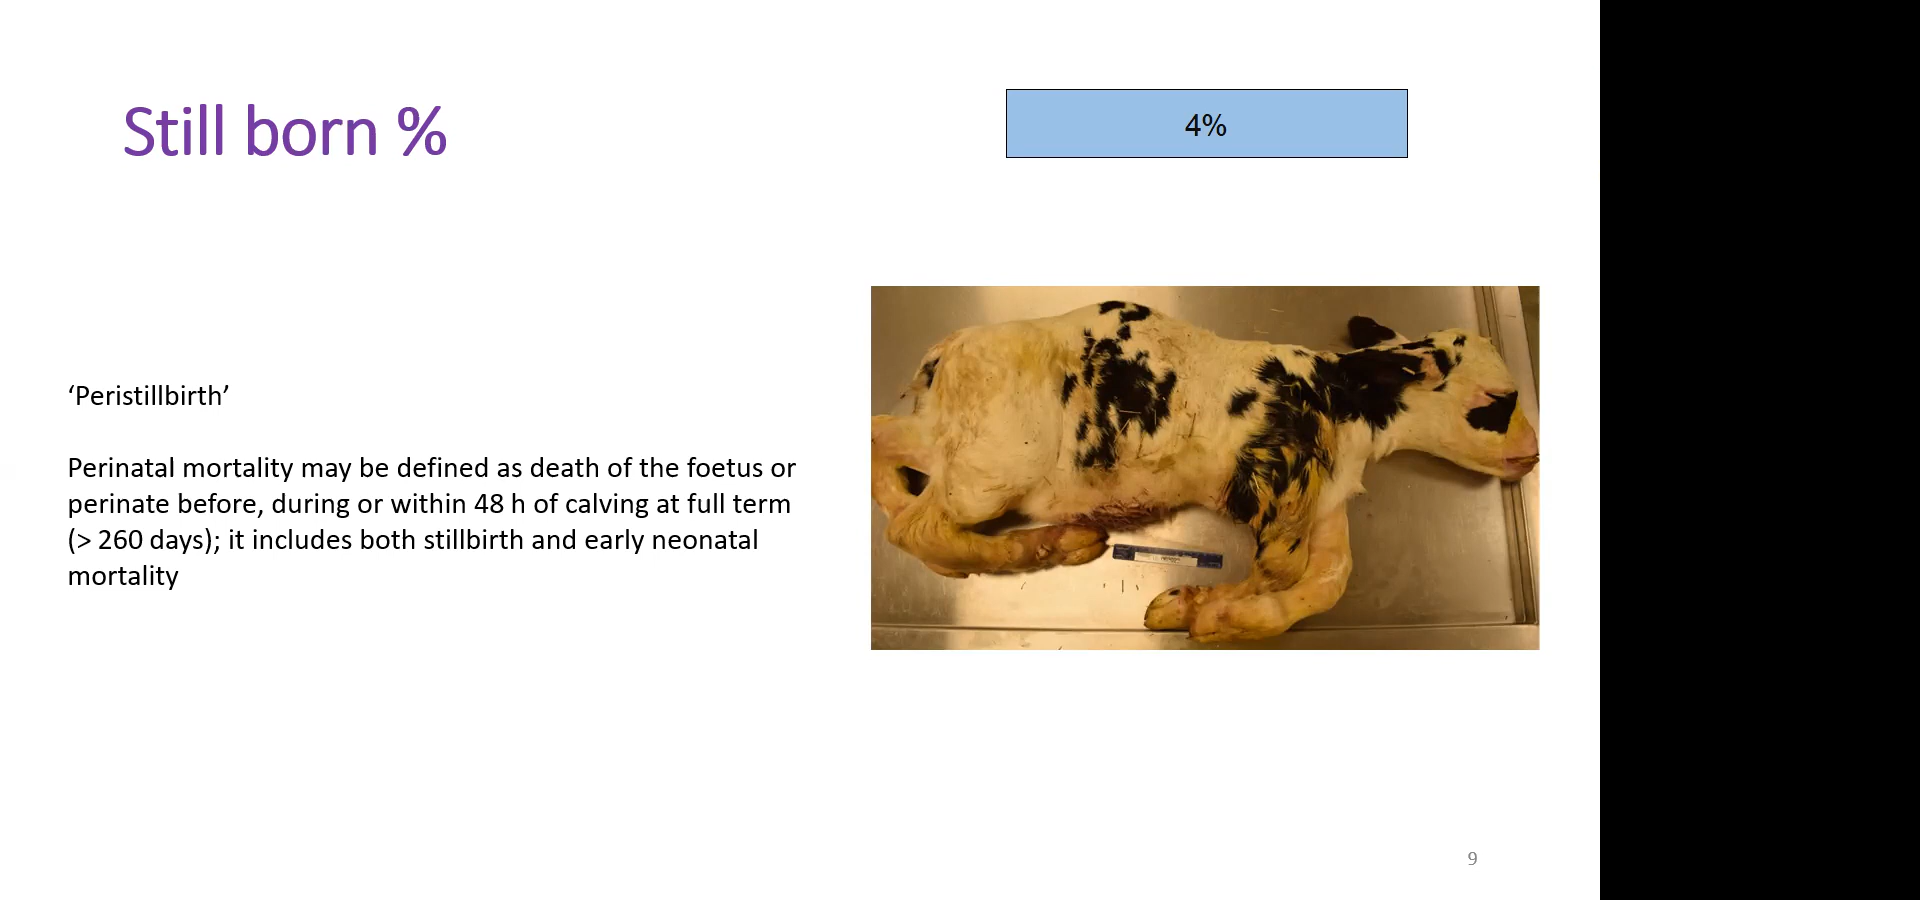 Still born %
4%
‘Peristillbirth’
Perinatal mortality may be defined as death of the foetus or
perinate before, during or within 48 h of calving at full term
(> 260 days); it includes both stillbirth and early neonatal
mortality
9